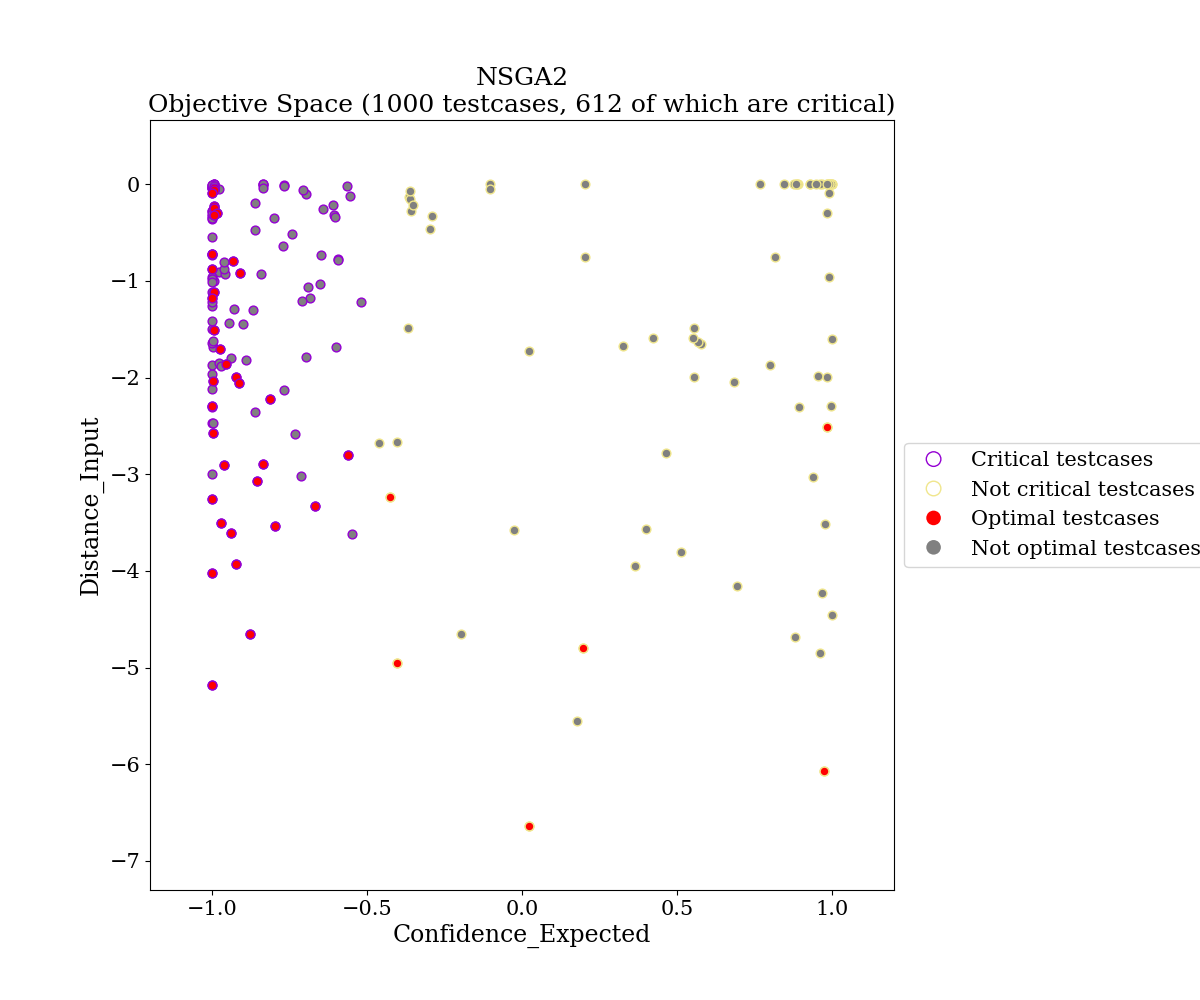 NSGA2
Objective Space (1000 testcases, 612 of which are critical)
0
−1
−2
−3
−4
−5
−6
−7
Distance_Input
−1.0
−0.5
0.0
0.5
1.0
Confidence_Expected
Critical testcases
Not critical testcases
Optimal testcases
Not optimal testcases